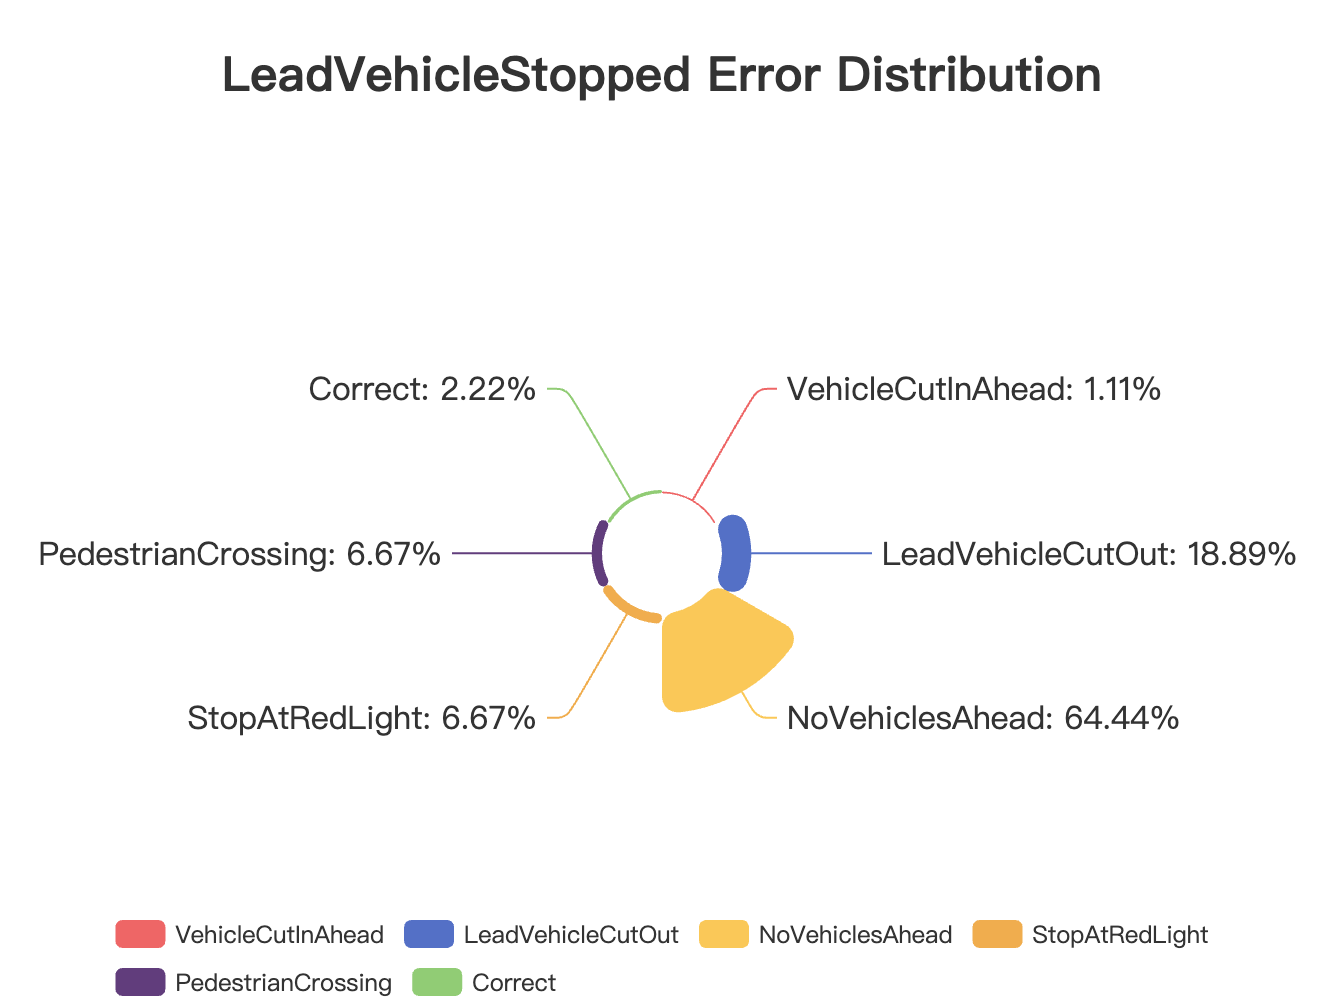 LeadVehicleStopped Error Distribution
Correct: 2.22%
VehicleCutInAhead: 1.11%
PedestrianCrossing: 6.67%
LeadVehicleCutOut: 18.89%
StopAtRedLight: 6.67%
NoVehiclesAhead: 64.44%
VehicleCutInAhead LeadVehicleCutOut NoVehiclesAhead StopAtRedLight
PedestrianCrossing Correct